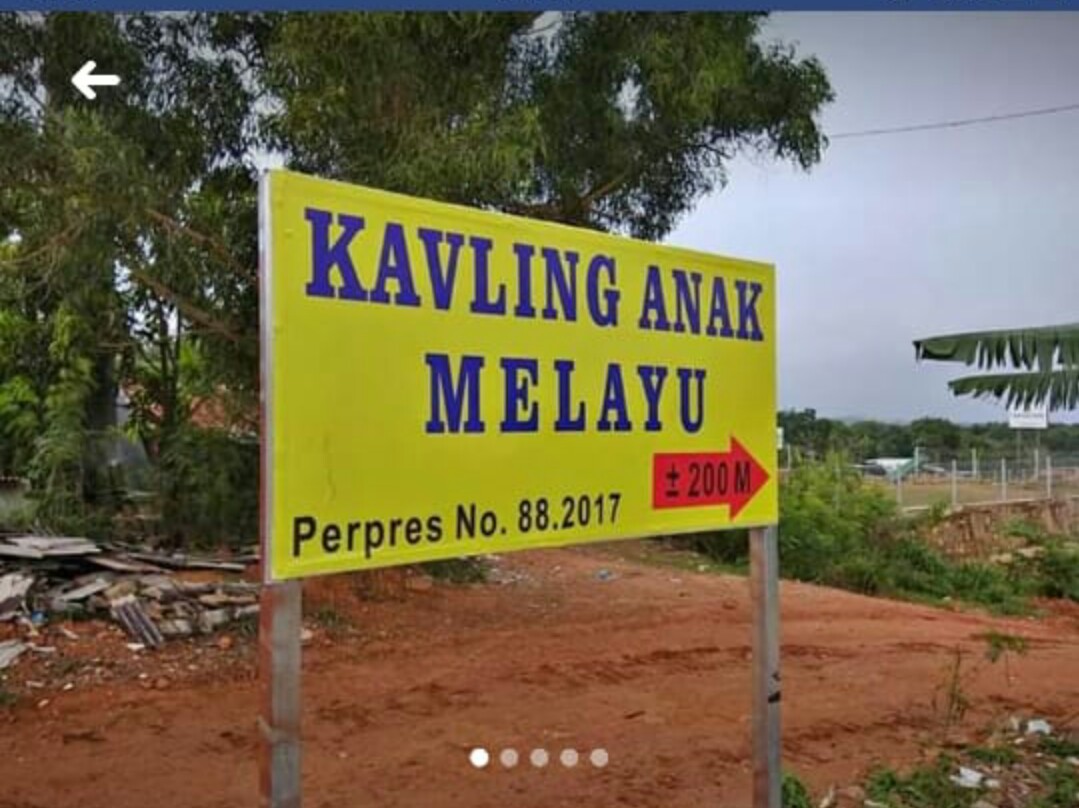 KAVLING ANAK
MELAYU
± 200 M
Perpres No. 88.2017